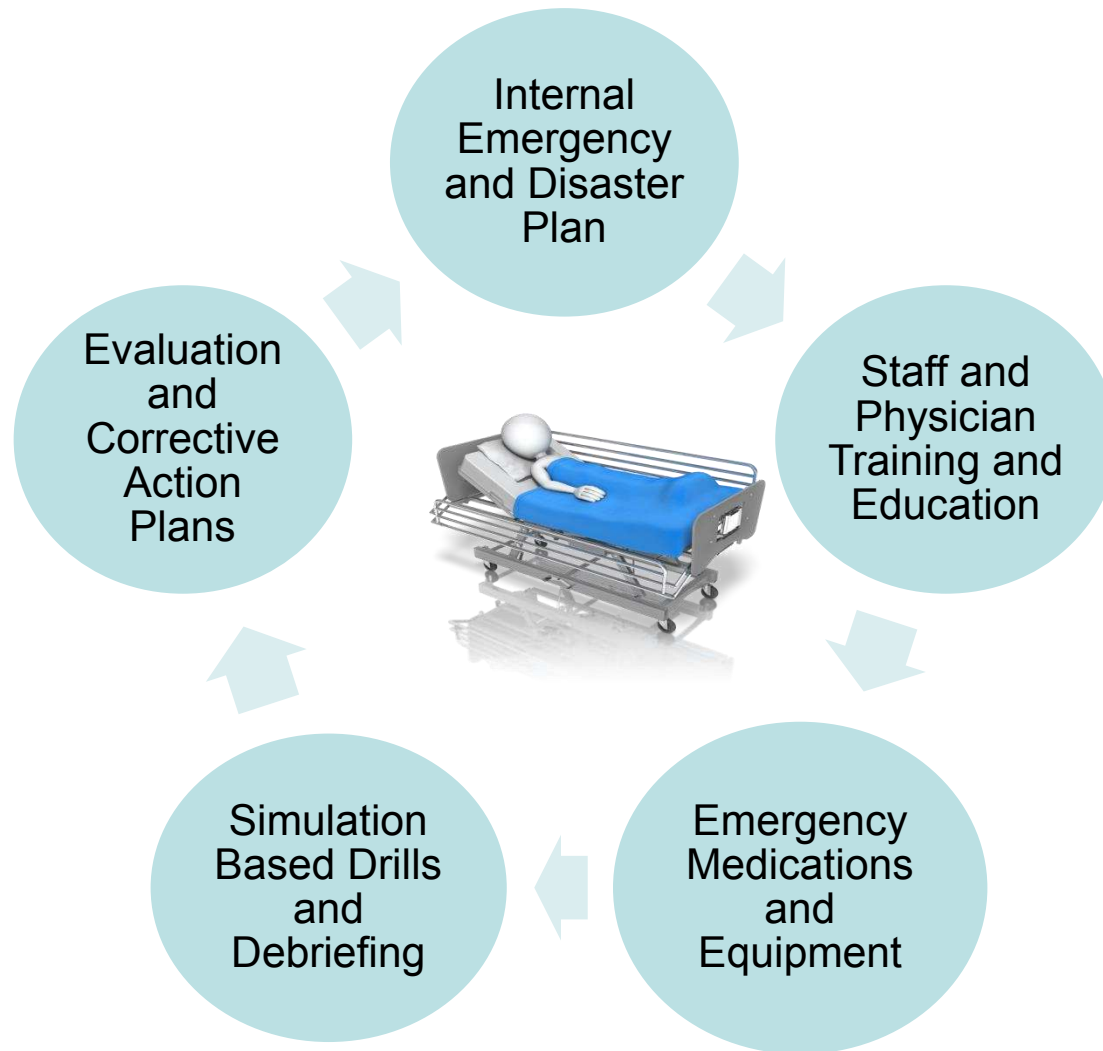 Internal
Emergency
and Disaster
Plan
Staff and
Physician
Training and
Education
Emergency
Medications
and
Equipment
Simulation
Based Drills
and
Debriefing
Evaluation
and
Corrective
Action
Plans